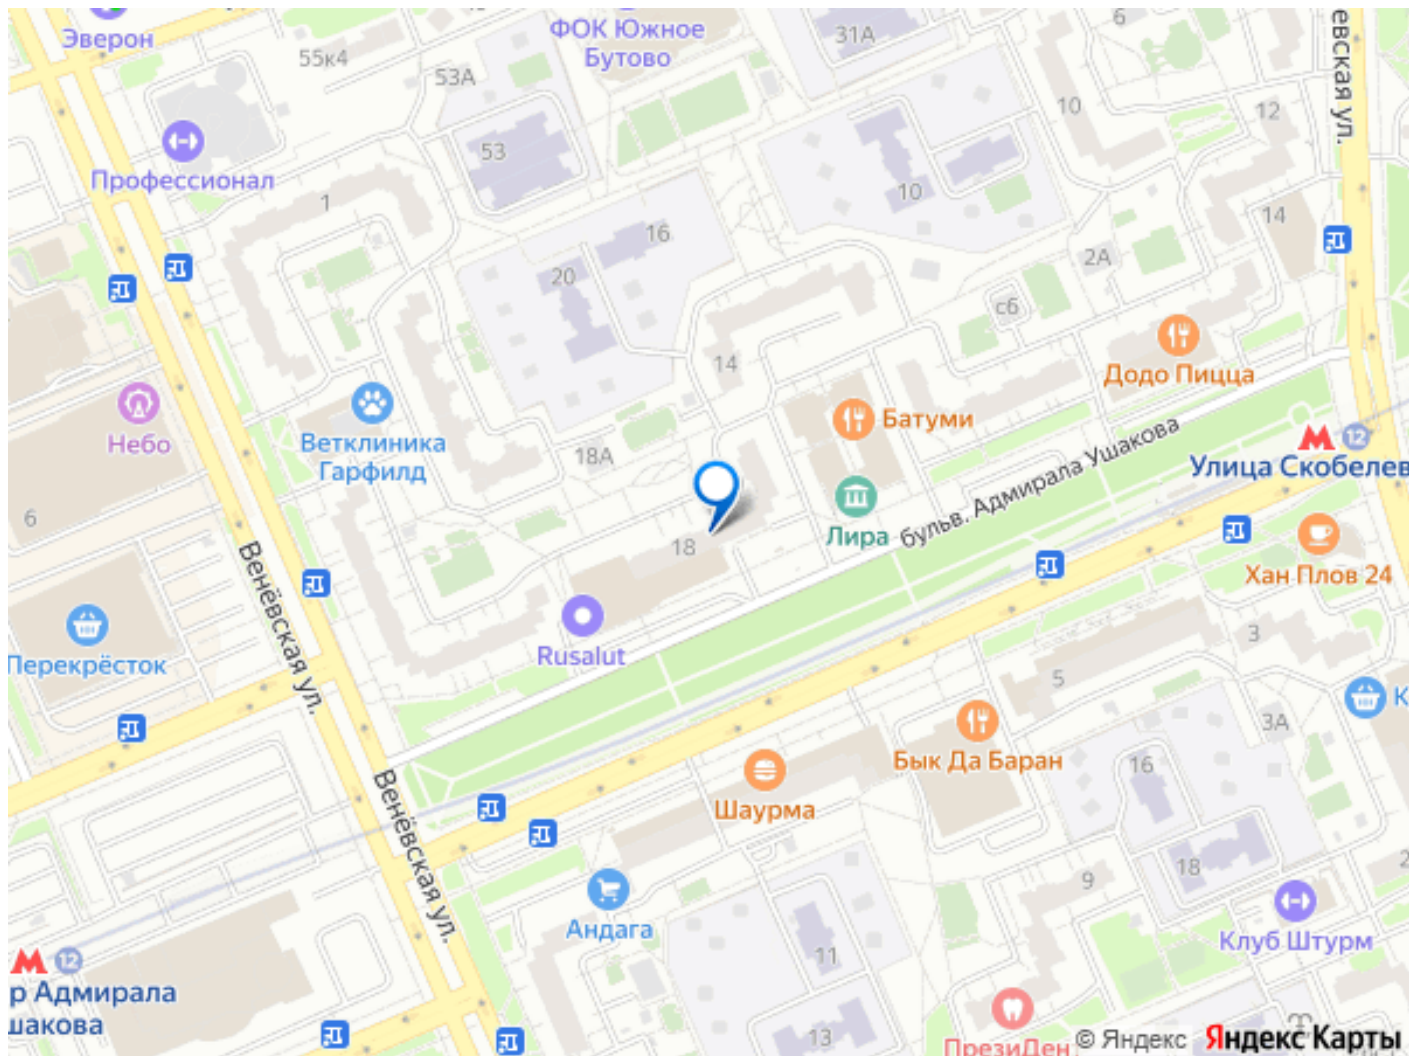 Эверон
55к4
ФОК Южное
Бутово
31А
6
евская ул.
53А
10
12
Профессионал
53
1
16
10
14
20
2А
с6
14
Додо Пицца
Небо
Ветклиника
Гарфилд
Батуми
18А
бульв. Адмирала Ушакова
Улица Скобелев
12
6
Лира
18
Хан Плов 24
Венёвская ул.
Перекрёсток
Rusalut
3
5
К
3А
Бык Да Баран
16
Шаурма
Венёвская ул.
18
2
9
Андага
Клуб Штурм
11
12
р Адмирала
шакова
13
ПрезиДен
© Яндекс Яндекс Карты